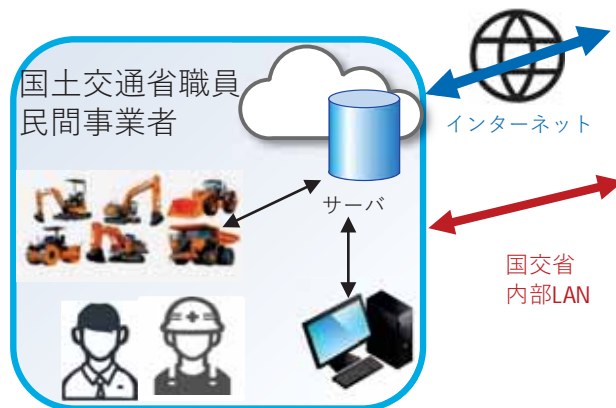 国土交通省職員
民間事業者
インターネット
サーバ
国交省
内部LAN